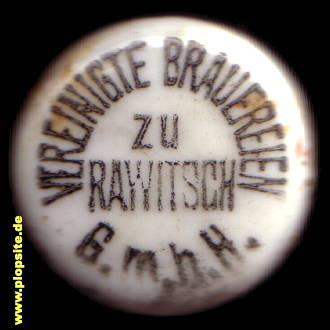 VEREINIGTE BRAUEREIEN
zu
RAWITSCH
G.m.b.H.
www.plopsite.de